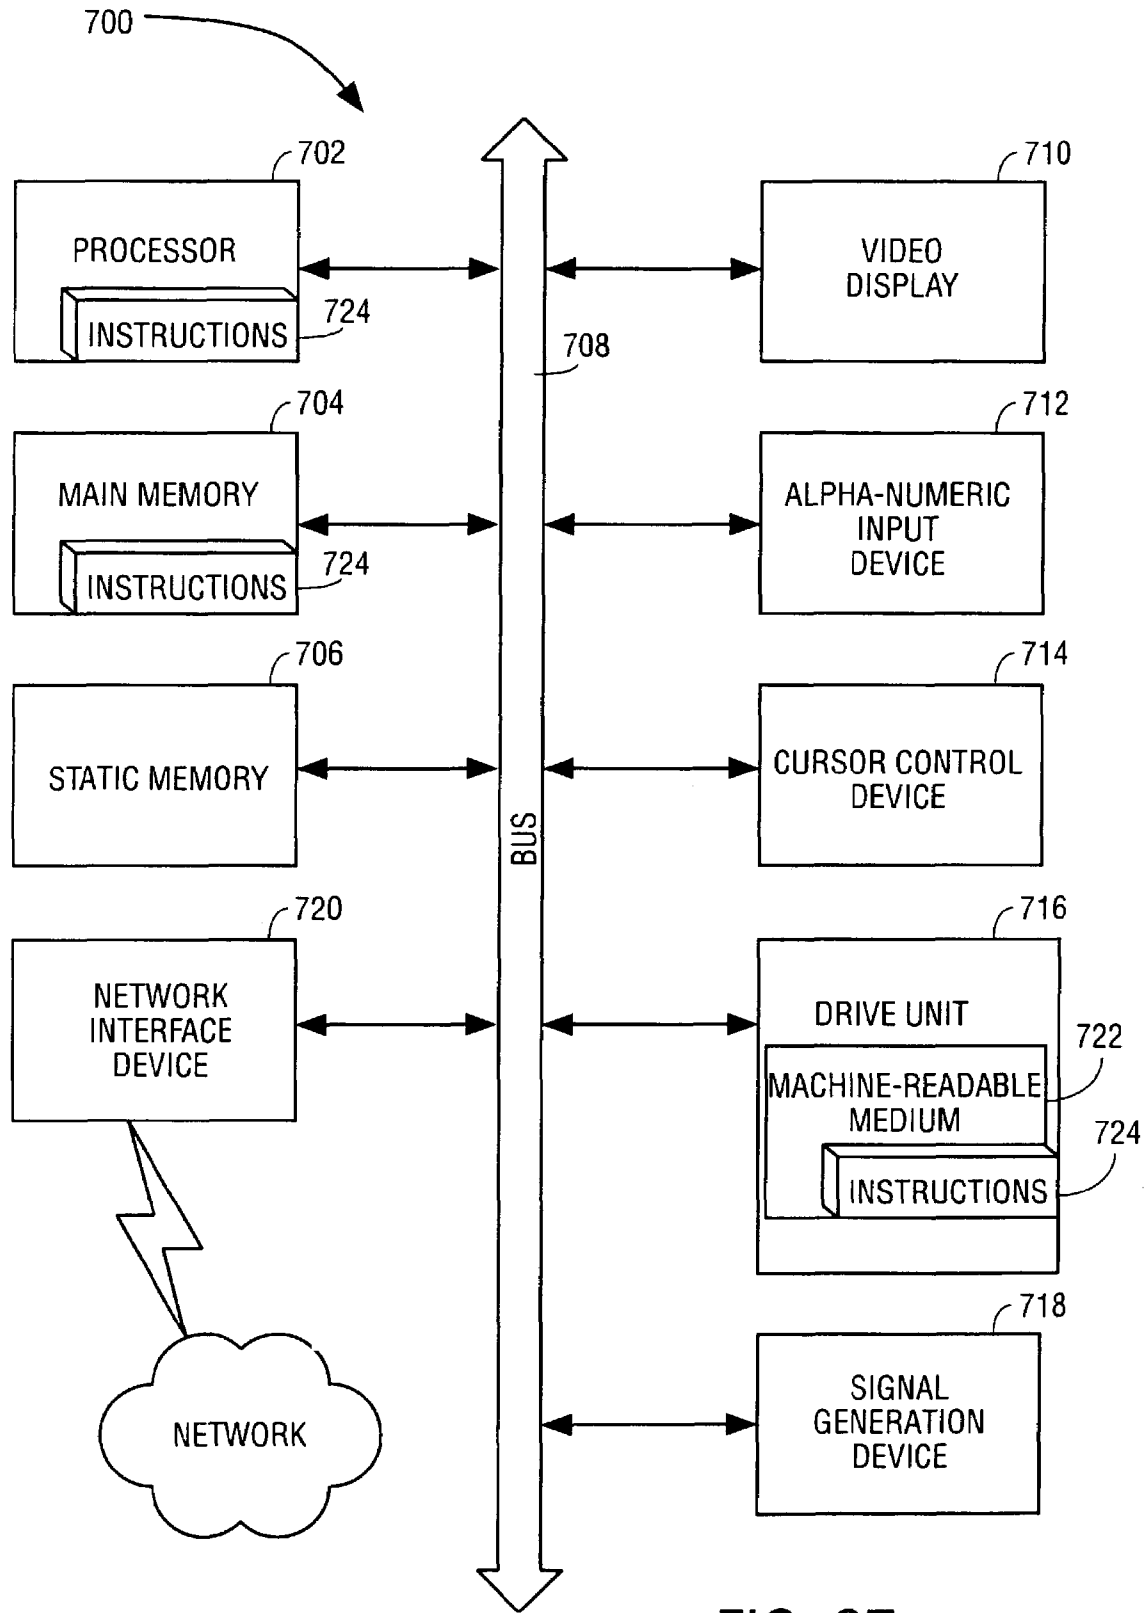 700
702
PROCESSOR
INSTRUCTIONS
724
704
MAIN MEMORY
INSTRUCTIONS
724
706
STATIC MEMORY
720
NETWORK
INTERFACE
DEVICE
NETWORK
708
BUS
710
VIDEO
DISPLAY
712
ALPHA-NUMERIC
INPUT
DEVICE
714
CURSOR CONTROL
DEVICE
716
DRIVE UNIT
722
MACHINE-READABLE
MEDIUM
724
INSTRUCTIONS
718
SIGNAL
GENERATION
DEVICE